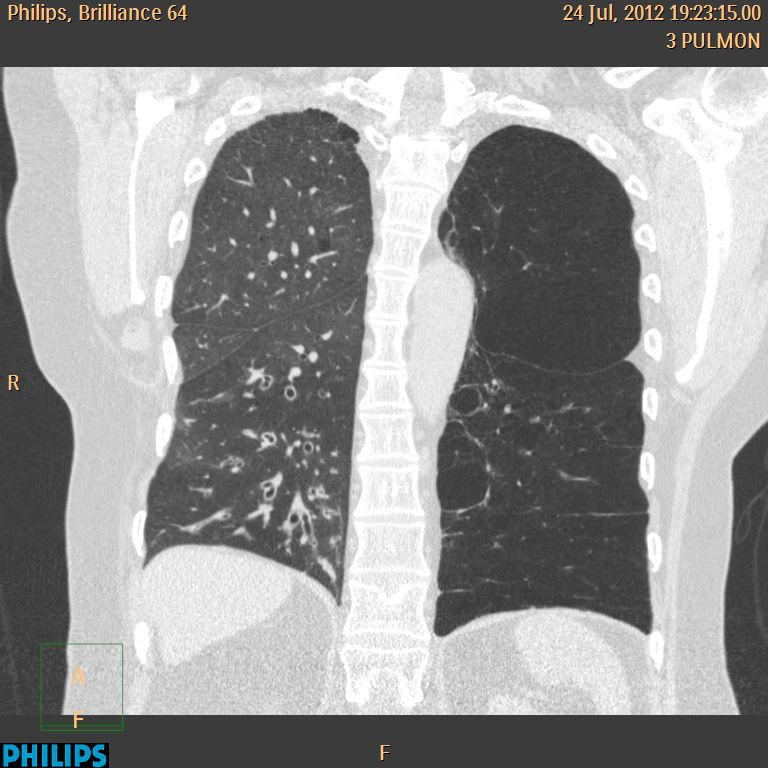 Philips, Brilliance 64
24 Jul, 2012 19:23:15.00
3 PULMON
R
A
F
F
PHILIPS